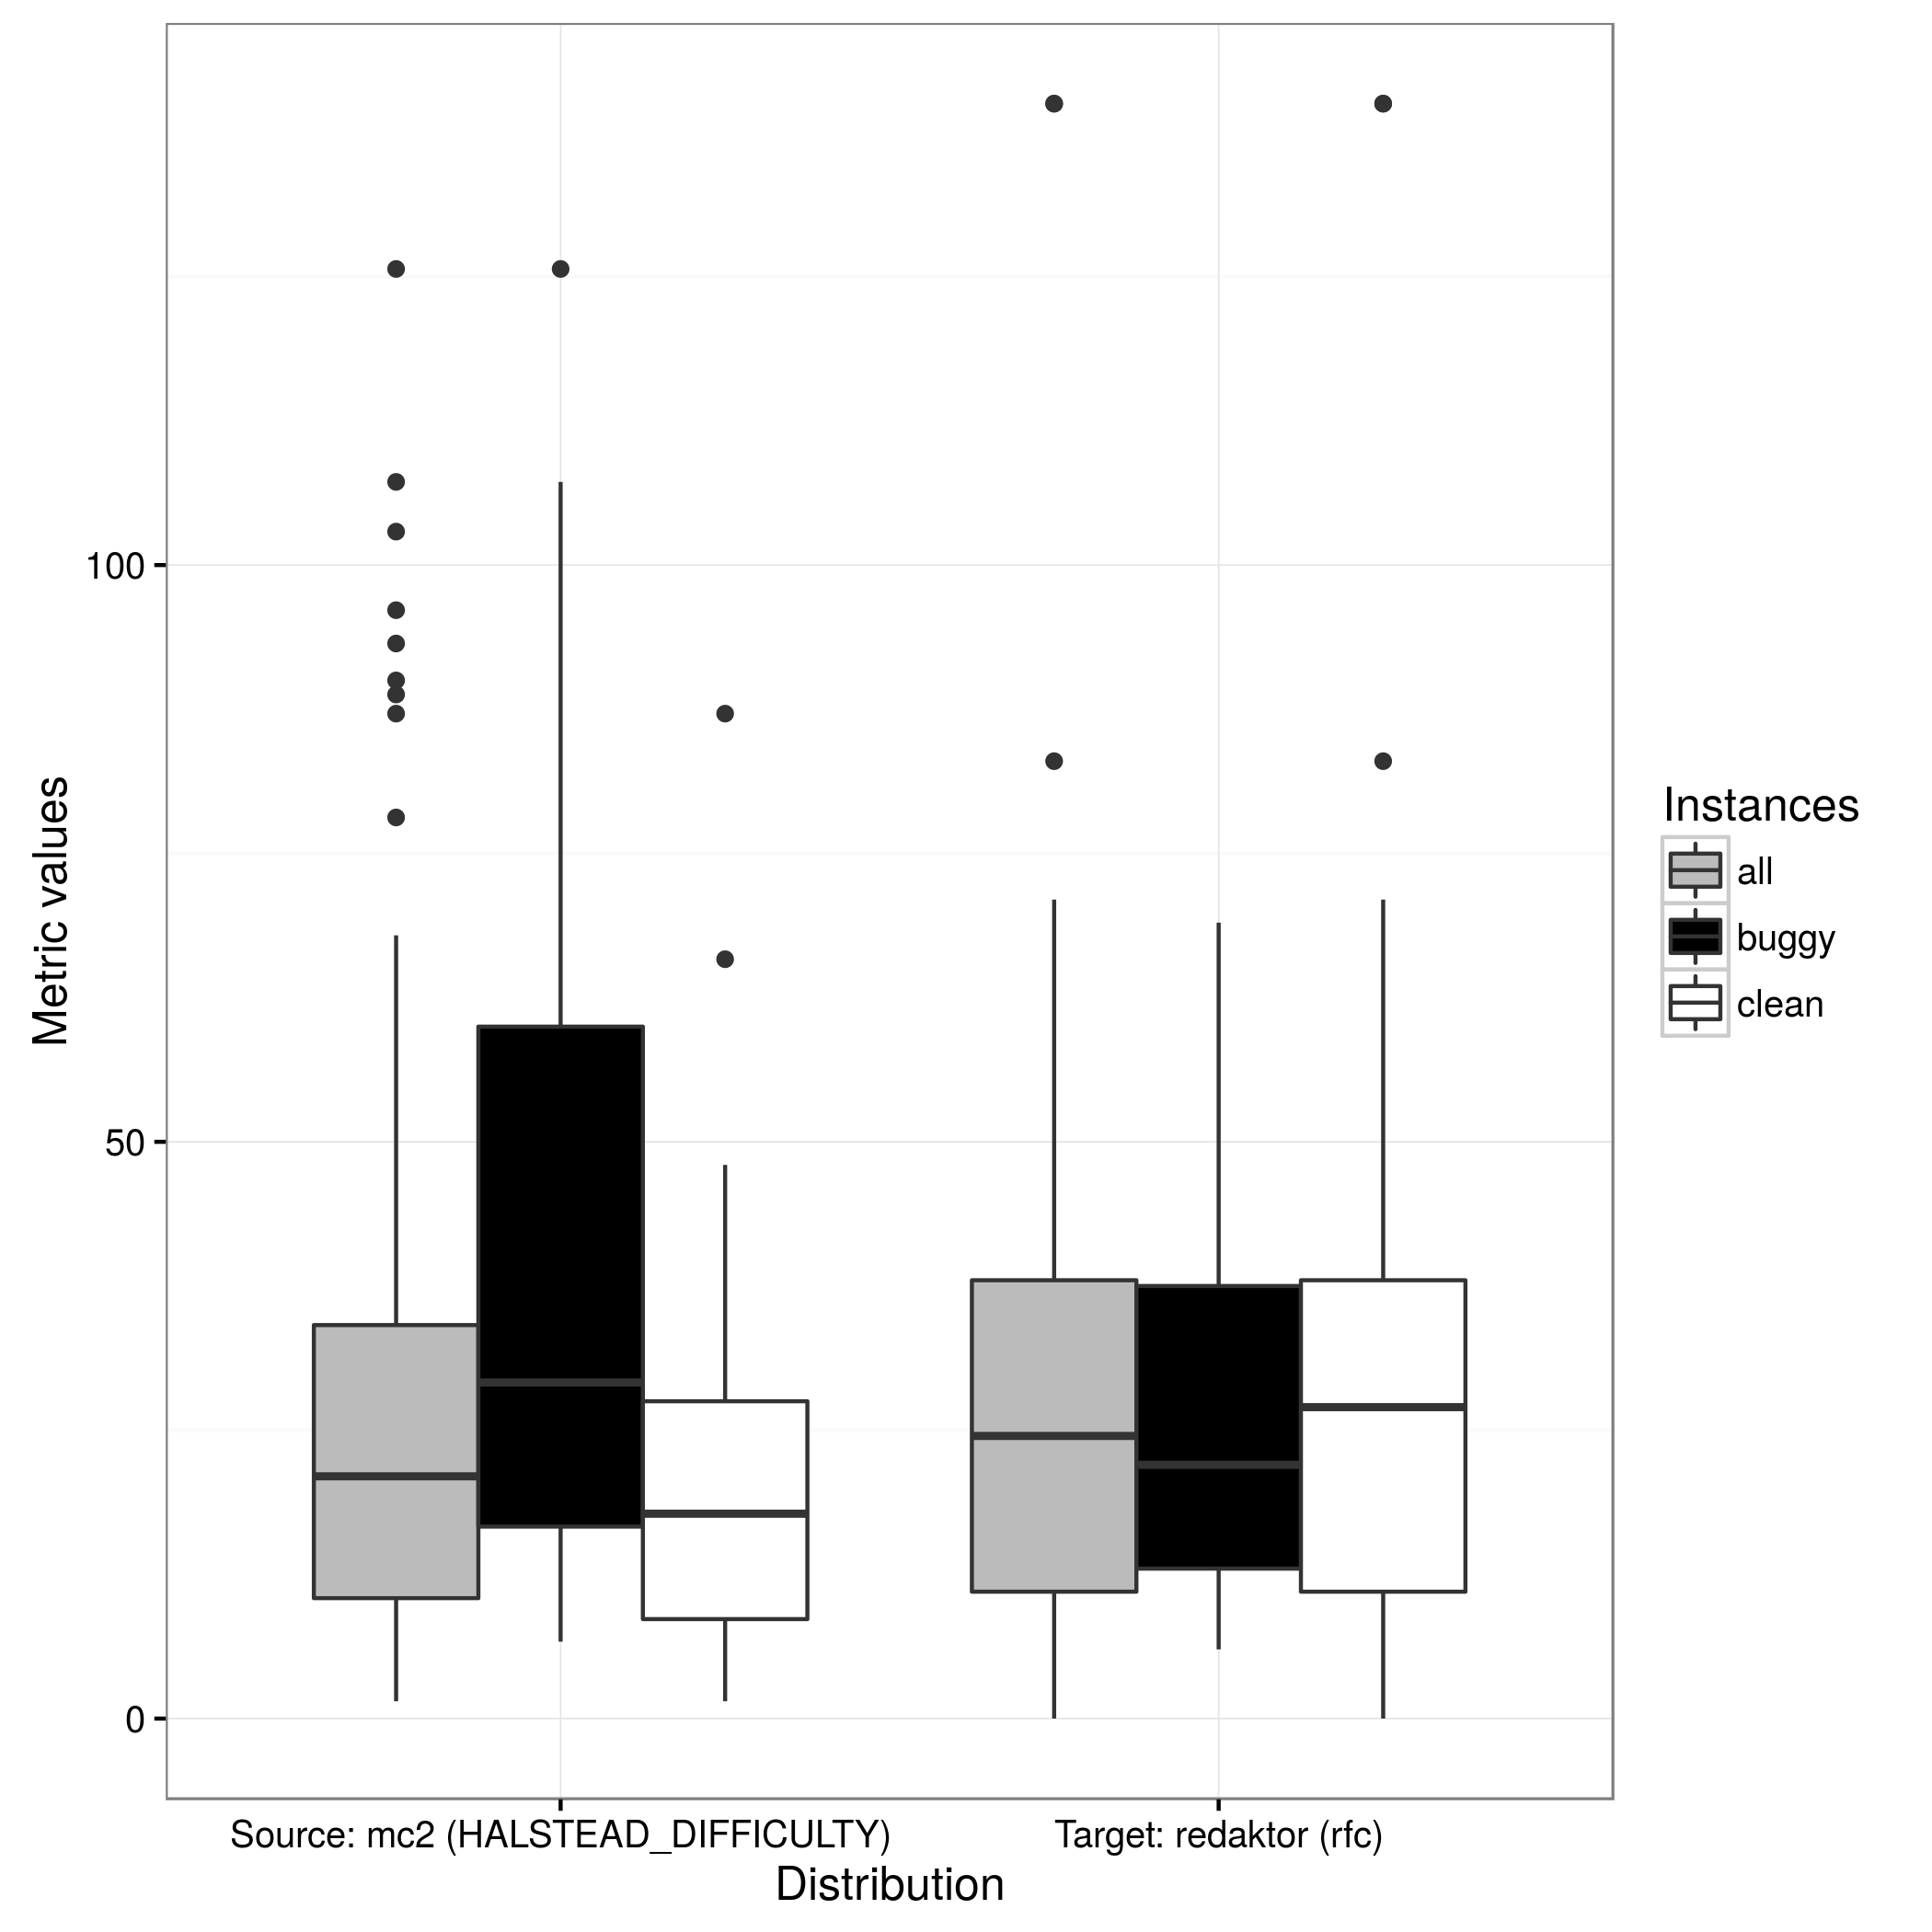 Metric values
100
50
0
Source: mc2 (HALSTEAD_DIFFICULTY)
Target: redaktor (rfc)
Distribution
Instances
all
buggy
clean